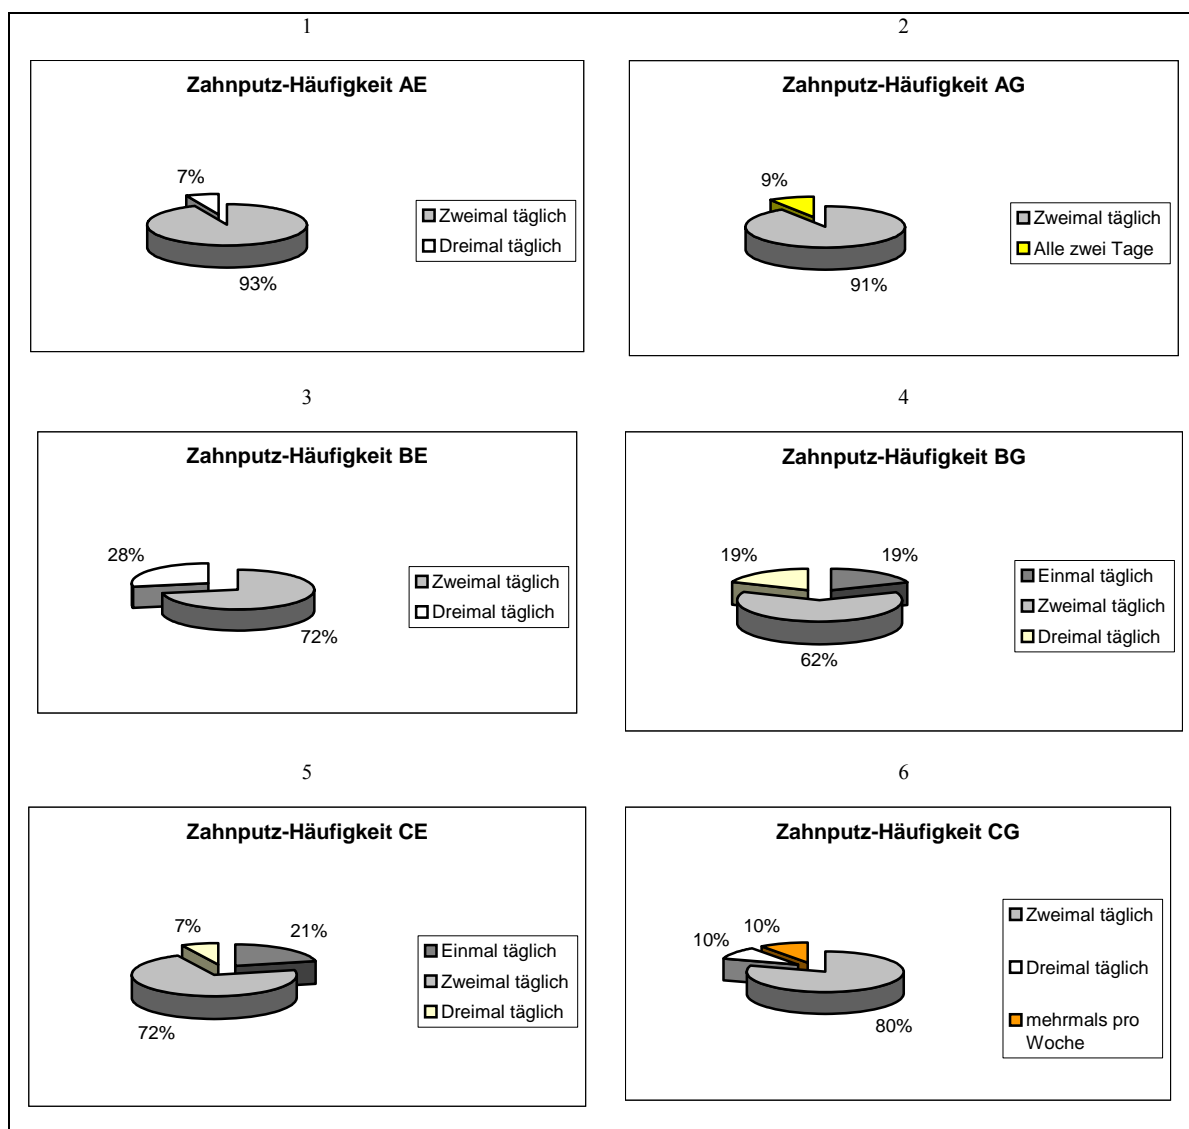 1
2
Zahnputz-Häufigkeit AE
7%
93%
Zweimal täglich
Dreimal täglich
Zahnputz-Häufigkeit AG
9%
91%
Zweimal täglich
Alle zwei Tage
3
4
Zahnputz-Häufigkeit BE
28%
72%
Zweimal täglich
Dreimal täglich
Zahnputz-Häufigkeit BG
19%
19%
62%
Einmal täglich
Zweimal täglich
Dreimal täglich
5
6
Zahnputz-Häufigkeit CE
7%
21%
72%
Einmal täglich
Zweimal täglich
Dreimal täglich
Zahnputz-Häufigkeit CG
10%
10%
80%
Zweimal täglich
Dreimal täglich
mehrmals pro
Woche